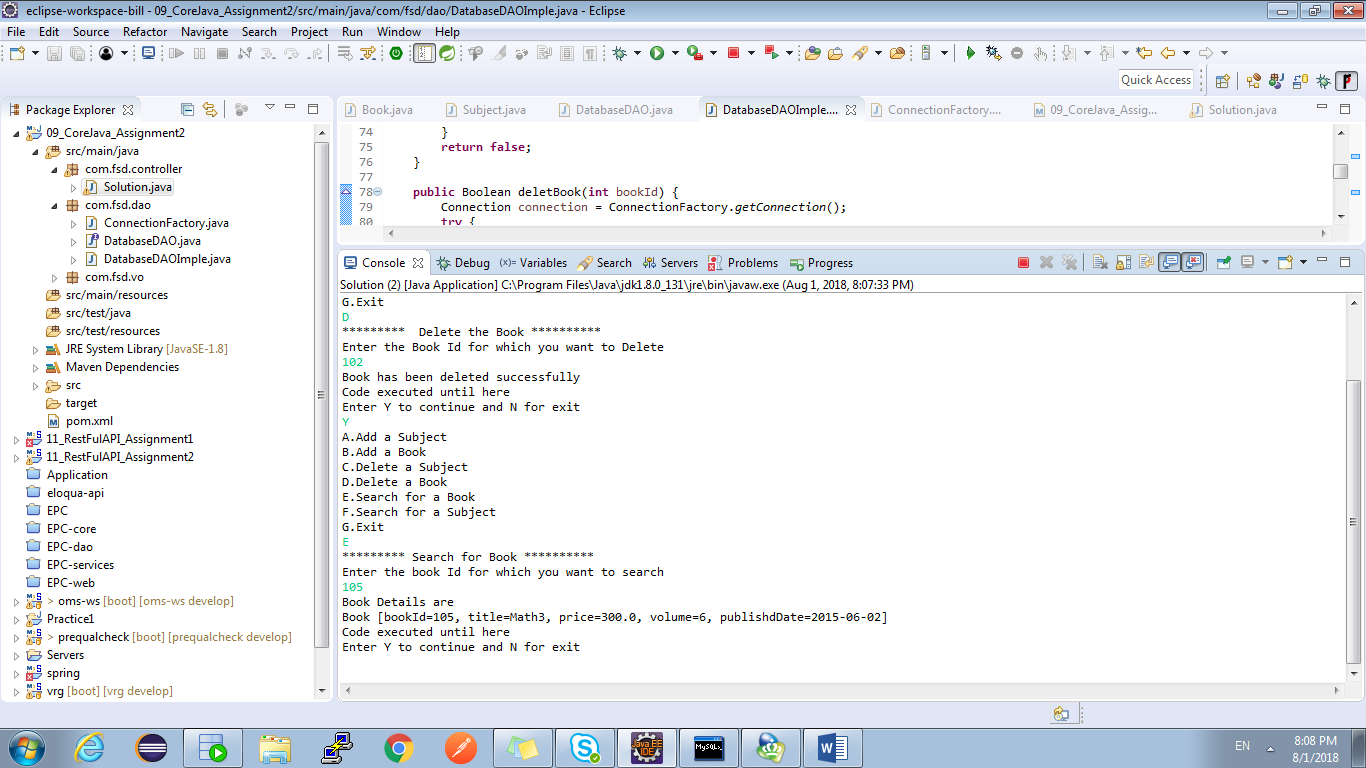 eclipse-workspace-bill - 09_CoreJava_Assignment2/src/main/java/com/fsd/dao/DatabaseDAOImple.java - Eclipse
File Edit Source Refactor Navigate Search Project Run Window Help
Quick Access
Package Explorer
09_CoreJava_Assignment2
src/main/java
com.fsd.controller
Solution.java
com.fsd.dao
ConnectionFactory.java
DatabaseDAO.java
DatabaseDAOImple.java
com.fsd.vo
src/main/resources
src/test/java
src/test/resources
JRE System Library [JavaSE-1.8]
Maven Dependencies
src
target
pom.xml
11_RestFulAPI_Assignment1
11_RestFulAPI_Assignment2
Application
eloqua-api
EPC
EPC-core
EPC-dao
EPC-services
EPC-web
> oms-ws [boot] [oms-ws develop]
Practice1
> prequalcheck [boot] [prequalcheck develop]
Servers
spring
vrg [boot] [vrg develop]
Book.java Subject.java DatabaseDAO.java DatabaseDAOImple.... ConnectionFactory.... 09_CoreJava_Assig... Solution.java
74 }
75 return false;
76 }
77
78 public Boolean deletBook(int bookId) {
79 Connection connection = ConnectionFactory.getConnection();
80 try {
Console Debug (x)= Variables Search Servers Problems Progress
Solution (2) [Java Application] C:\Program Files\Java\jdk1.8.0_131\jre\bin\javaw.exe (Aug 1, 2018, 8:07:33 PM)
G.Exit
D
********* Delete the Book **********
Enter the Book Id for which you want to Delete
102
Book has been deleted successfully
Code executed until here
Enter Y to continue and N for exit
Y
A.Add a Subject
B.Add a Book
C.Delete a Subject
D.Delete a Book
E.Search for a Book
F.Search for a Subject
G.Exit
E
********* Search for Book **********
Enter the book Id for which you want to search
105
Book Details are
Book [bookId=105, title=Math3, price=300.0, volume=6, publishdDate=2015-06-02]
Code executed until here
Enter Y to continue and N for exit
Java EE
IDE
MySQL
EN
8:08 PM
8/1/2018